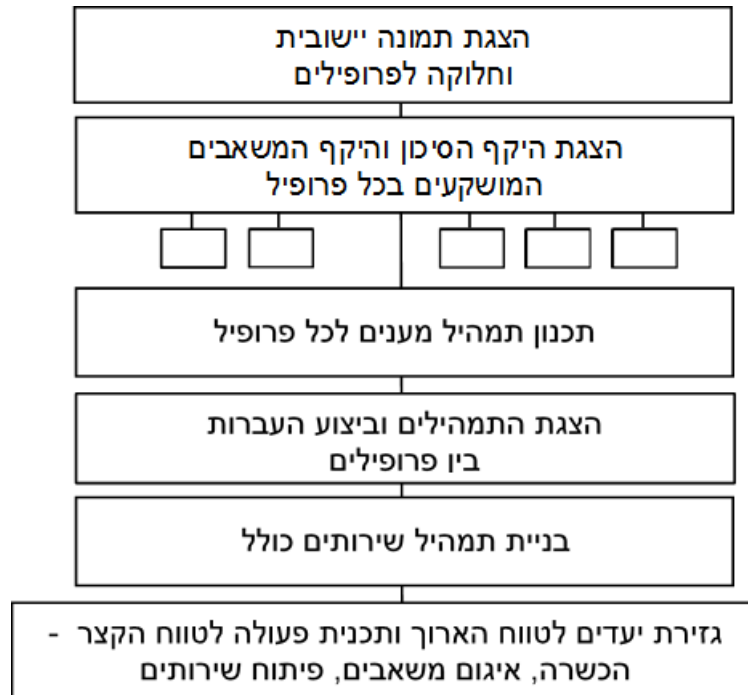 הצגת תמונה יישובית
וחלוקה לפרופילים
הצגת היקף הסיכון והיקף המשאבים
המושקעים בכל פרופיל
תכנון תמהיל מענים לכל פרופיל
הצגת התמהילים וביצוע העברות
בין פרופילים
בניית תמהיל שירותים כולל
גזירת יעדים לטווח הארוך ותכנית פעולה לטווח הקצר -
הכשרה, איגום משאבים, פיתוח שירותים